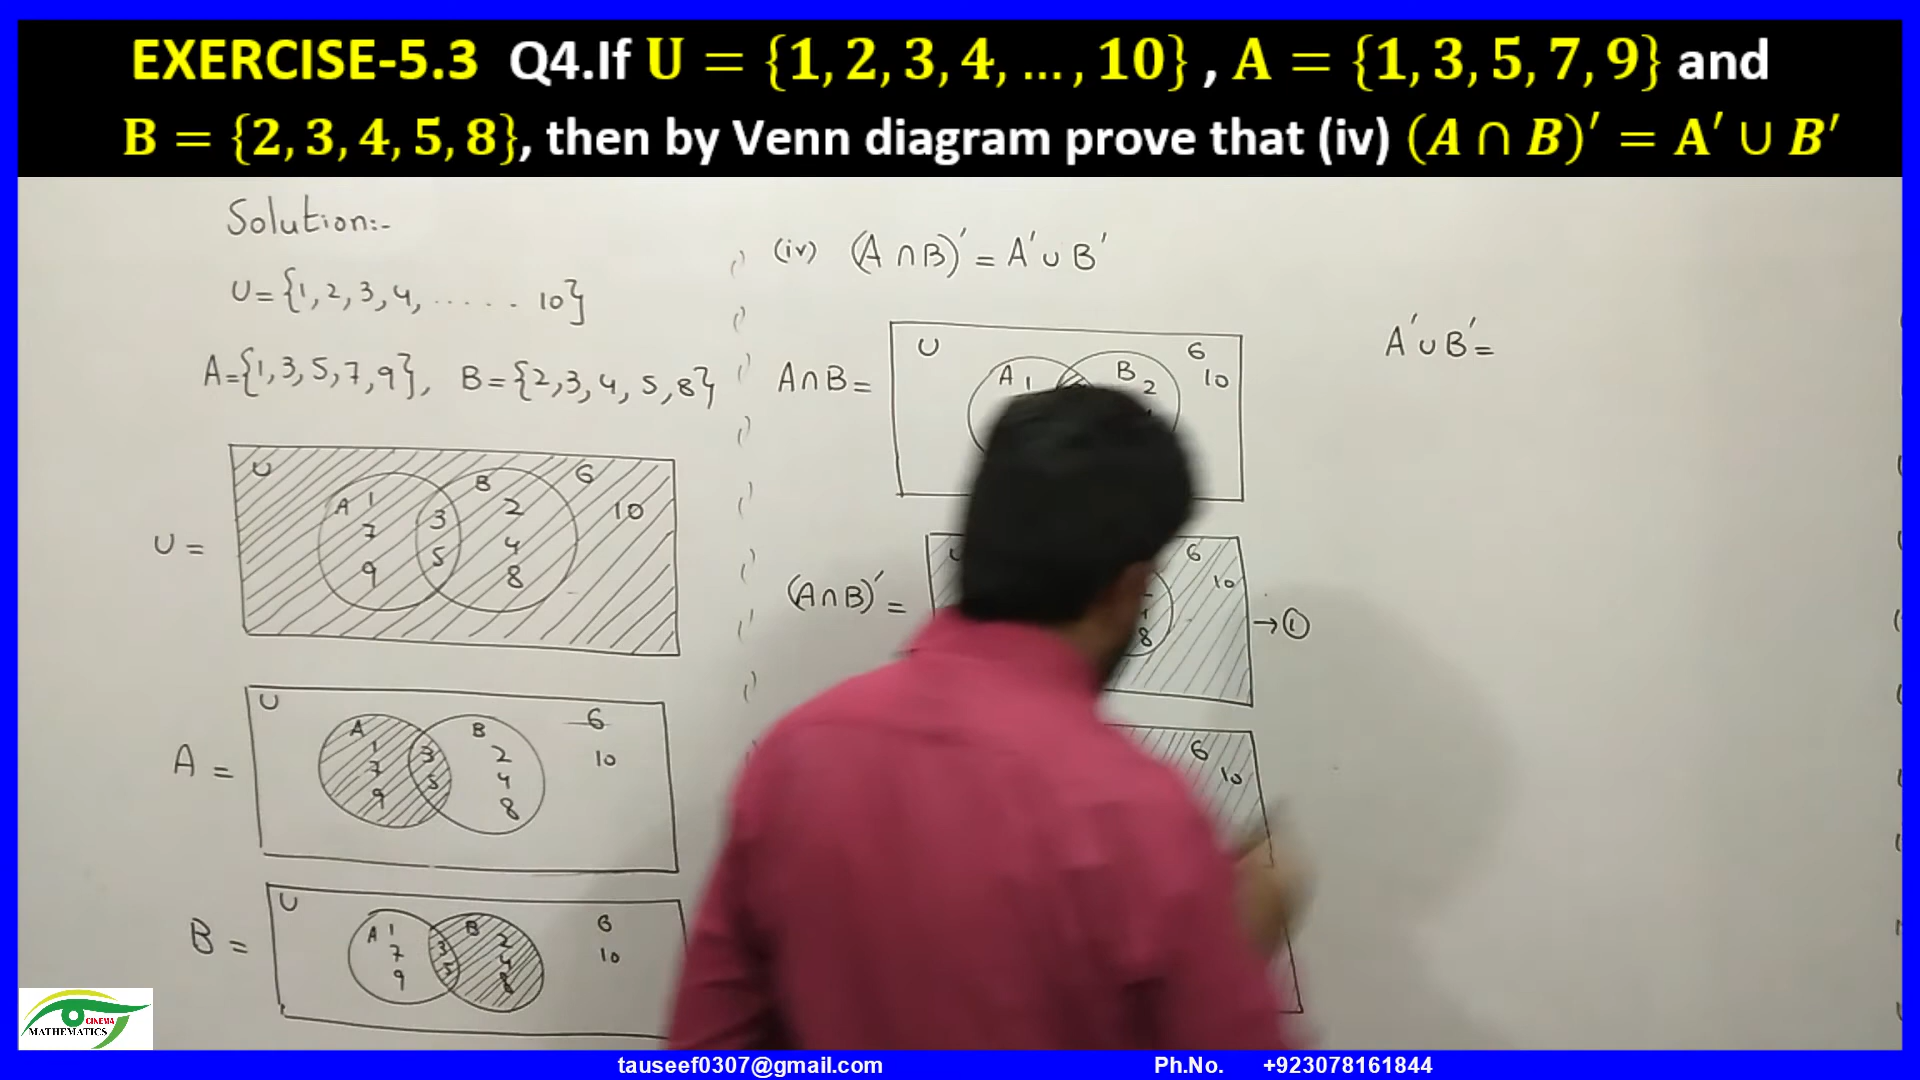 EXERCISE-5.3 Q4.If U = {1, 2, 3, 4, ... , 10} , A = {1, 3, 5, 7, 9} and
B = {2, 3, 4, 5, 8}, then by Venn diagram prove that (iv) (A ∩ B)′ = A′ ∪ B′
Solution:-
U = {1, 2, 3, 4, ..... 10}
A = {1, 3, 5, 7, 9}, B = {2, 3, 4, 5, 8}
U =
U
A 1
7
9
3
5
B
2
4
8
6
10
A =
U
A
1
7
9
3
5
B
2
4
8
6
10
B =
U
A 1
7
9
3
5
B
2
4
8
6
10
(iv) (A ∩ B)′ = A′ ∪ B′
A ∩ B =
U
A 1
B 2
6
10
(A ∩ B)′ =
8
6
10
→ ①
6
10
A′ ∪ B′ =
CINEMA
MATHEMATICS
tauseef0307@gmail.com Ph.No. +923078161844